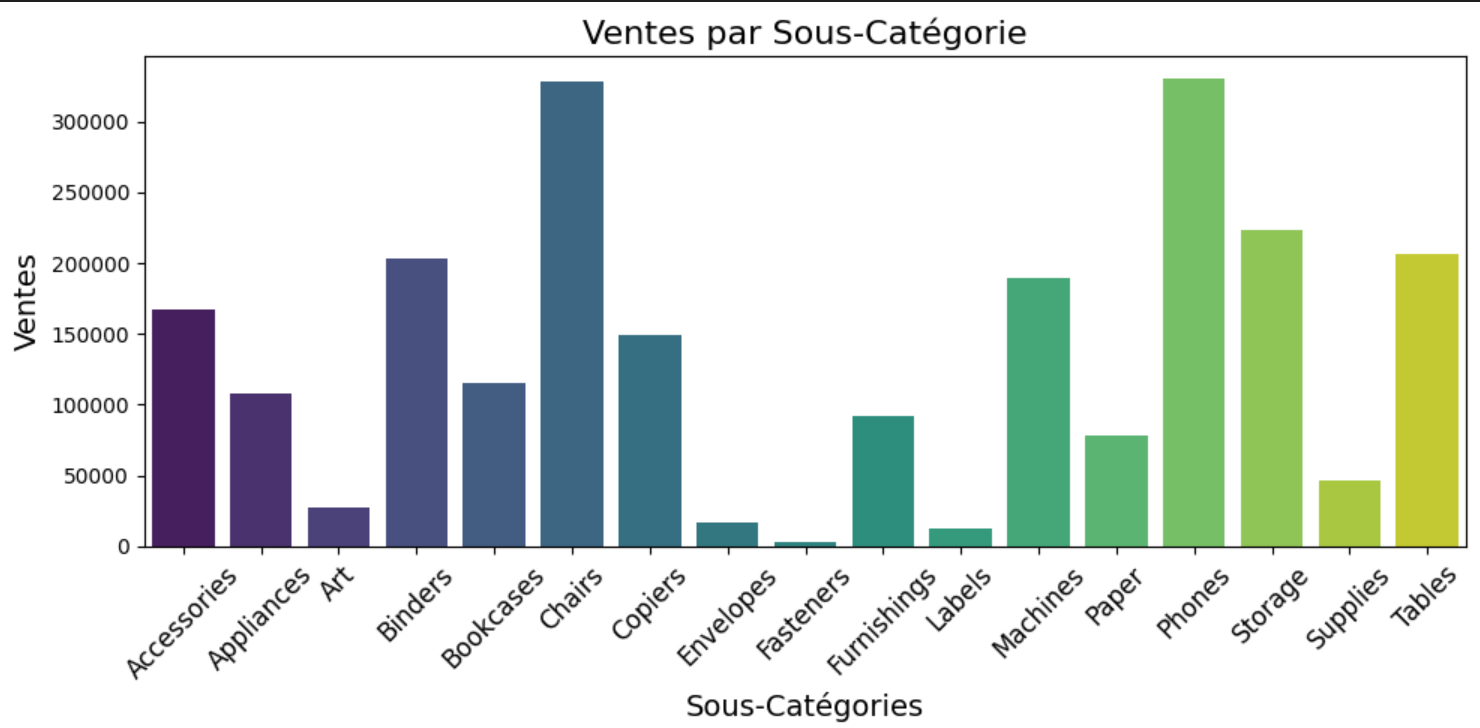 Ventes par Sous-Catégorie
Ventes
300000
250000
200000
150000
100000
50000
0
Accessories
Appliances
Art
Binders
Bookcases
Chairs
Copiers
Envelopes
Fasteners
Furnishings
Labels
Machines
Paper
Phones
Storage
Supplies
Tables
Sous-Catégories